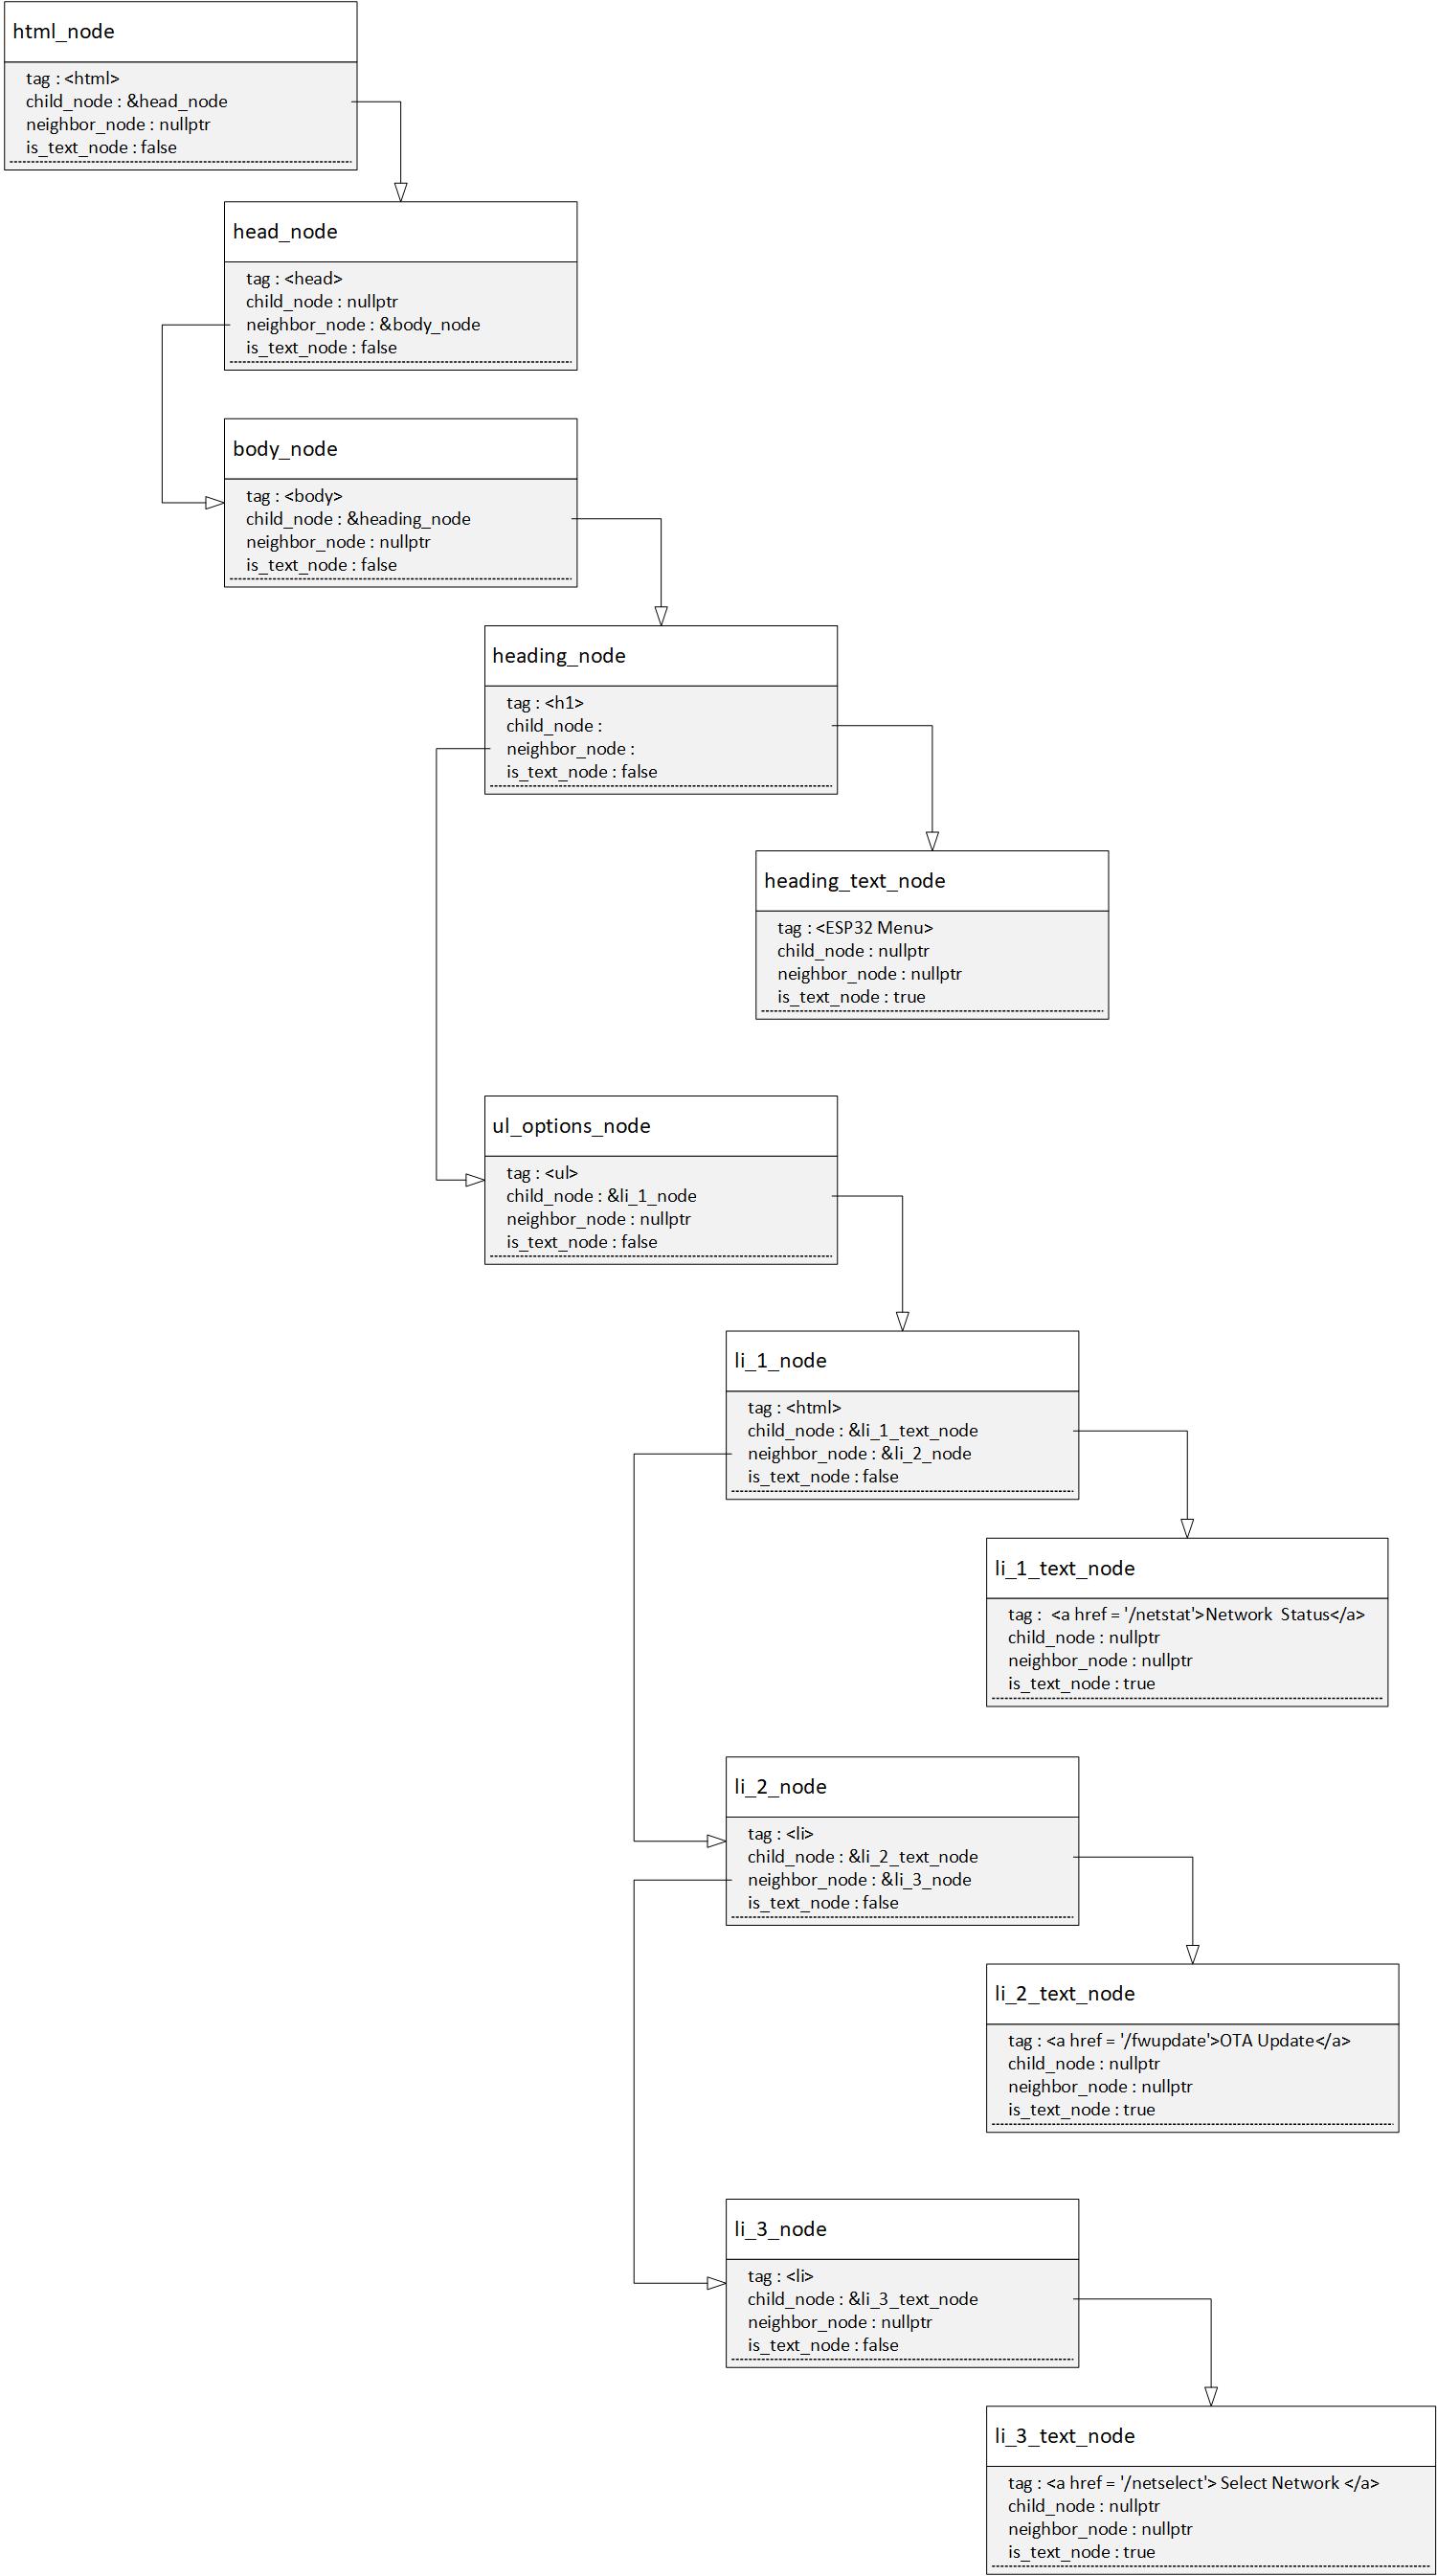 html_node
tag : <html>
child_node : &head_node
neighbor_node : nullptr
is_text_node : false
head_node
tag : <head>
child_node : nullptr
neighbor_node : &body_node
is_text_node : false
body_node
tag : <body>
child_node : &heading_node
neighbor_node : nullptr
is_text_node : false
heading_node
tag : <h1>
child_node :
neighbor_node :
is_text_node : false
heading_text_node
tag : <ESP32 Menu>
child_node : nullptr
neighbor_node : nullptr
is_text_node : true
ul_options_node
tag : <ul>
child_node : &li_1_node
neighbor_node : nullptr
is_text_node : false
li_1_node
tag : <html>
child_node : &li_1_text_node
neighbor_node : &li_2_node
is_text_node : false
li_1_text_node
tag :  <a href = '/netstat'>Network  Status</a>
child_node : nullptr
neighbor_node : nullptr
is_text_node : true
li_2_node
tag : <li>
child_node : &li_2_text_node
neighbor_node : &li_3_node
is_text_node : false
li_2_text_node
tag : <a href = '/fwupdate'>OTA Update</a>
child_node : nullptr
neighbor_node : nullptr
is_text_node : true
li_3_node
tag : <li>
child_node : &li_3_text_node
neighbor_node : nullptr
is_text_node : false
li_3_text_node
tag : <a href = '/netselect'> Select Network </a>
child_node : nullptr
neighbor_node : nullptr
is_text_node : true